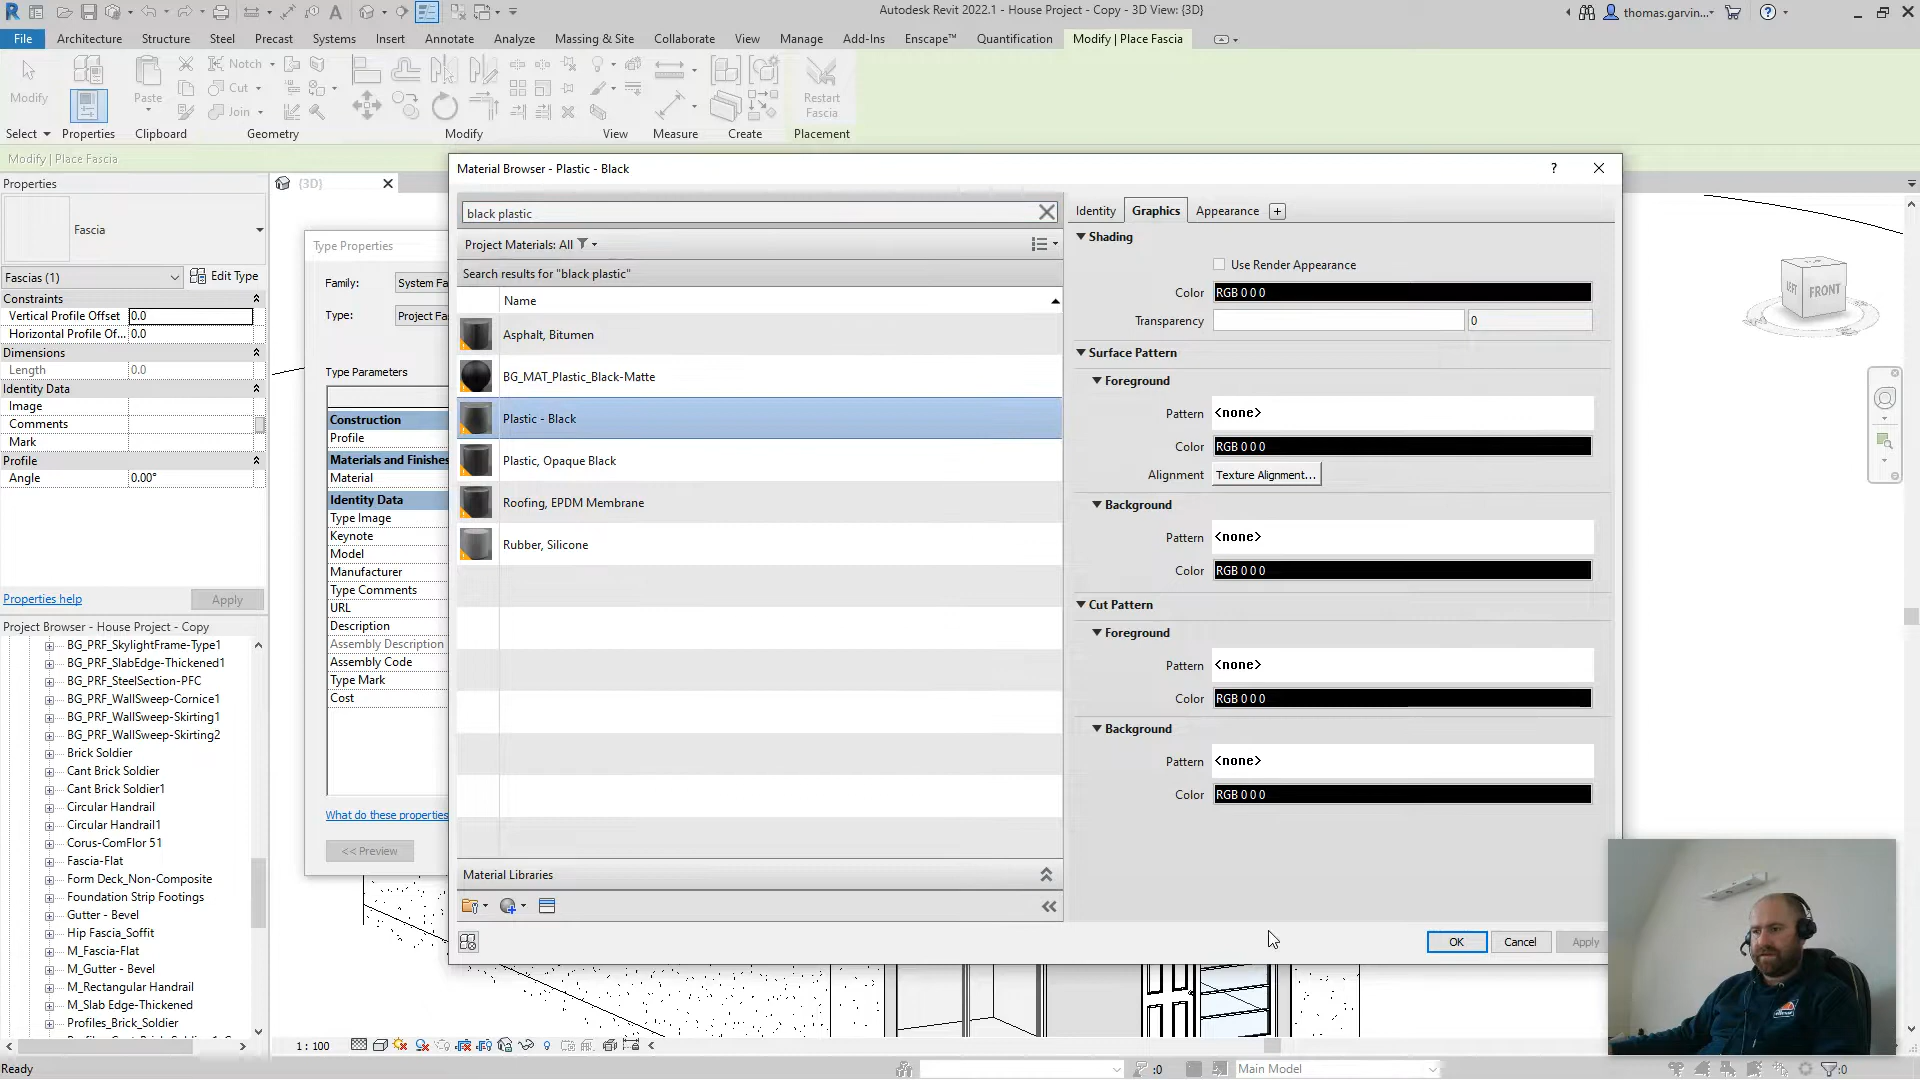 Autodesk Revit 2022.1 - House Project - Copy - 3D View: {3D}
thomas.garvin...
File Architecture Structure Steel Precast Systems Insert Annotate Analyze Massing & Site Collaborate View Manage Add-Ins Enscape™ Quantification Modify | Place Fascia
Modify
Paste
Notch
Cut
Join
Restart
Fascia
Select Properties Clipboard Geometry Modify View Measure Create Placement
Modify | Place Fascia
Properties
Fascia
Fascias (1)
Edit Type
Constraints
Vertical Profile Offset 0.0
Horizontal Profile Of... 0.0
Dimensions
Length 0.0
Identity Data
Image
Comments
Mark
Profile
Angle 0.00°
Properties help
Apply
Project Browser - House Project - Copy
BG_PRF_SkylightFrame-Type1
BG_PRF_SlabEdge-Thickened1
BG_PRF_SteelSection-PFC
BG_PRF_WallSweep-Cornice1
BG_PRF_WallSweep-Skirting1
BG_PRF_WallSweep-Skirting2
Brick Soldier
Cant Brick Soldier
Cant Brick Soldier1
Circular Handrail
Circular Handrail1
Corus-ComFlor 51
Fascia-Flat
Form Deck_Non-Composite
Foundation Strip Footings
Gutter - Bevel
Hip Fascia_Soffit
M_Fascia-Flat
M_Gutter - Bevel
M_Rectangular Handrail
M_Slab Edge-Thickened
Profiles_Brick_Soldier
{3D}
Type Properties
Family: System Fa
Type: Project Fas
Type Parameters
Construction
Profile
Materials and Finishes
Material
Identity Data
Type Image
Keynote
Model
Manufacturer
Type Comments
URL
Description
Assembly Description
Assembly Code
Type Mark
Cost
What do these properties
<< Preview
Material Browser - Plastic - Black
?
black plastic
Project Materials: All
Search results for "black plastic"
Name
Asphalt, Bitumen
BG_MAT_Plastic_Black-Matte
Plastic - Black
Plastic, Opaque Black
Roofing, EPDM Membrane
Rubber, Silicone
Material Libraries
Identity Graphics Appearance
Shading
Use Render Appearance
Color RGB 0 0 0
Transparency 0
Surface Pattern
Foreground
Pattern <none>
Color RGB 0 0 0
Alignment Texture Alignment...
Background
Pattern <none>
Color RGB 0 0 0
Cut Pattern
Foreground
Pattern <none>
Color RGB 0 0 0
Background
Pattern <none>
Color RGB 0 0 0
OK Cancel Apply
LEFT FRONT
1 : 100
Ready
:0
Main Model
:0